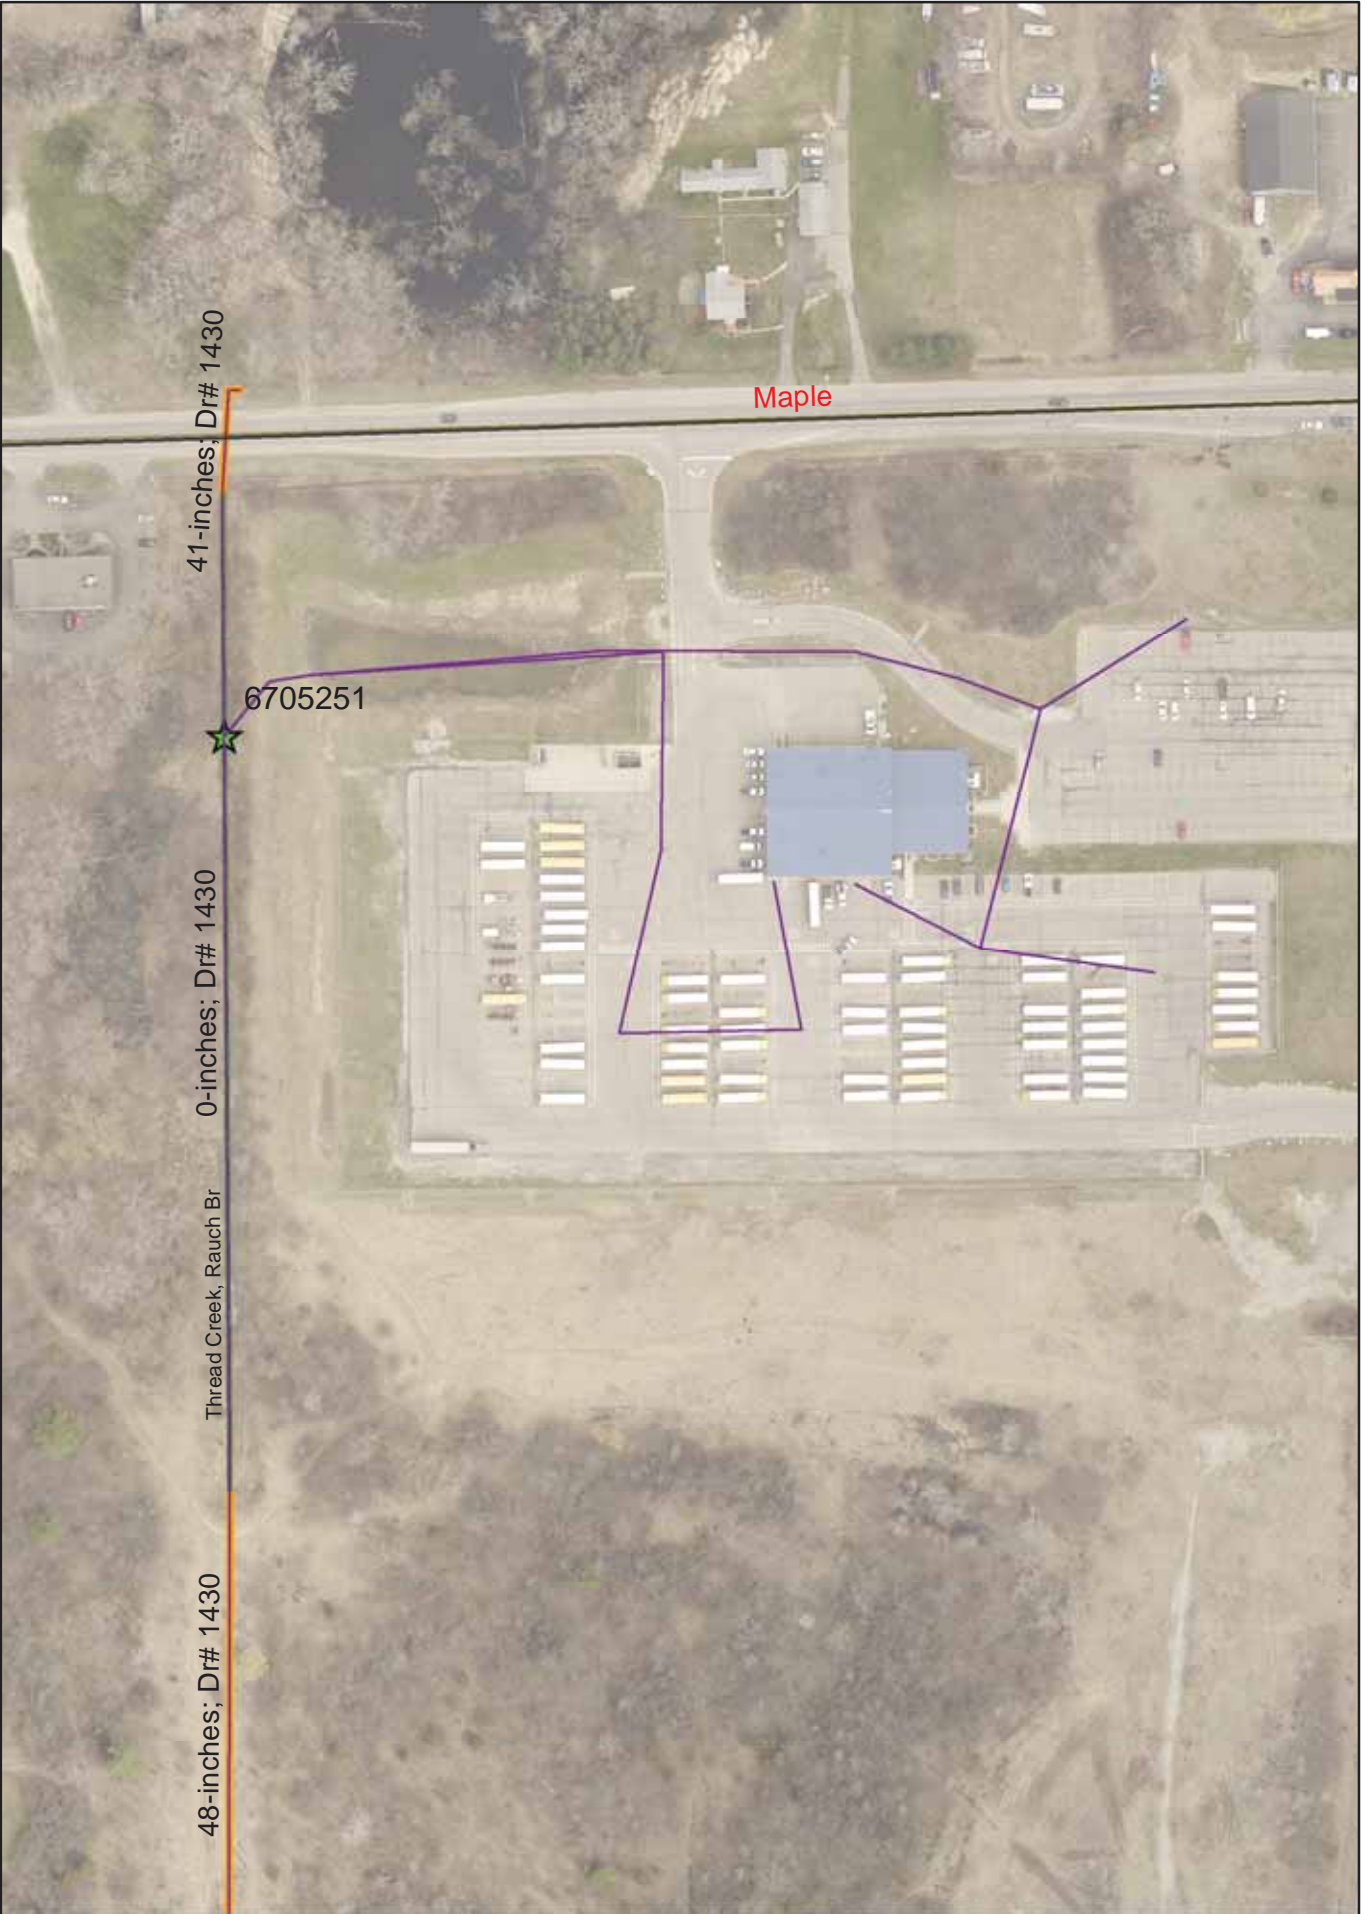 Maple
41-inches; Dr# 1430
6705251
0-inches; Dr# 1430
Thread Creek, Rauch Br
48-inches; Dr# 1430